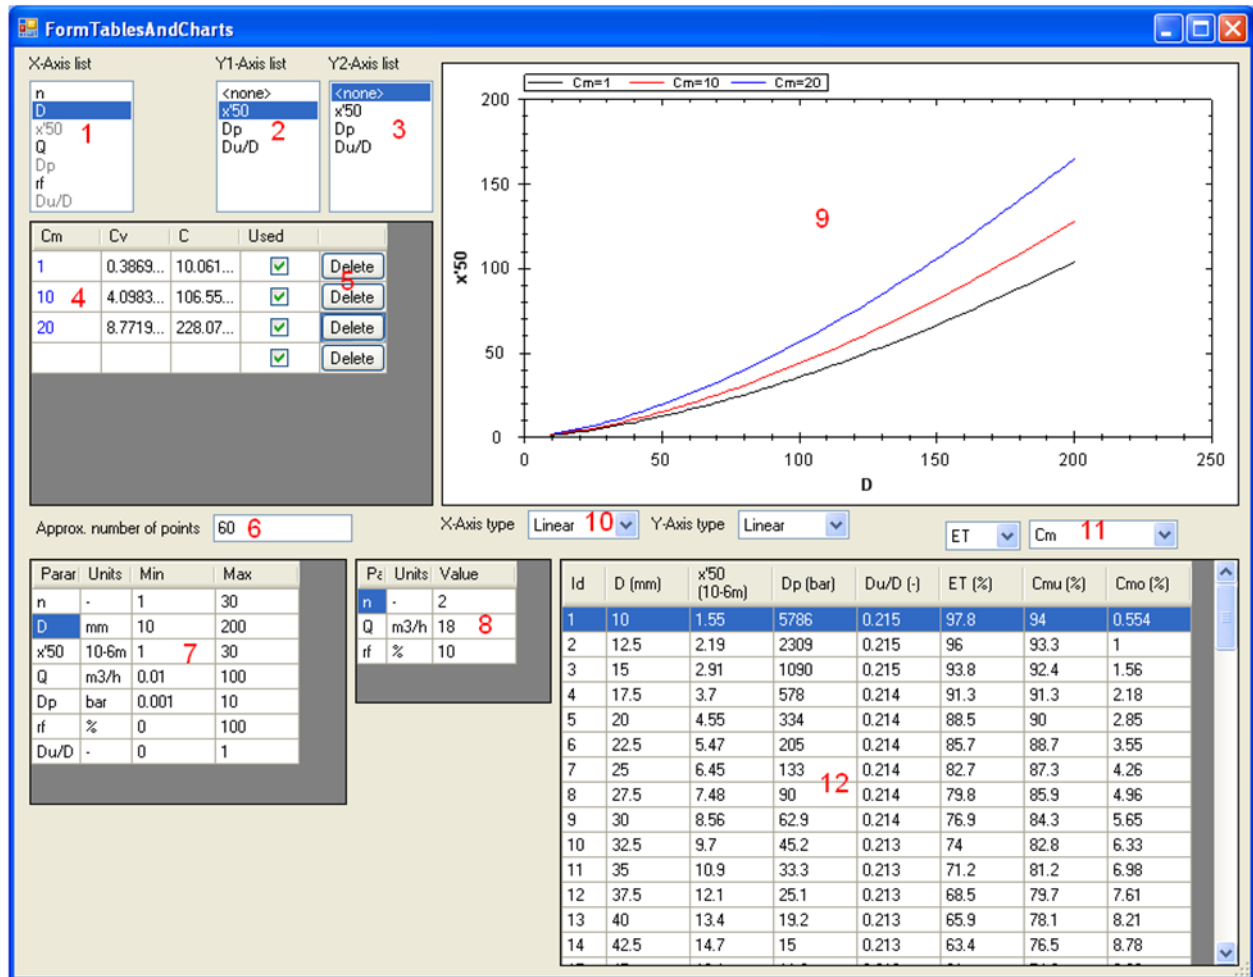 FormTablesAndCharts
X-Axis list Y1-Axis list Y2-Axis list
n <none> <none>
D x'50 x'50
x'50 1 Dp 2 Dp 3
Q Du/D Du/D
Dp
rf
Du/D
Cm Cv C Used
1 0.3869... 10.061... Delete
5
10 4 4.0983... 106.55... Delete
20 8.7719... 228.07... Delete
Delete
Cm=1 Cm=10 Cm=20
200
150
100
50
0
x'50
9
0 50 100 150 200 250
D
Approx. number of points 60 6
X-Axis type Linear 10 Y-Axis type Linear
ET Cm 11
Parar Units Min Max
n - 1 30
D mm 10 200
x'50 10-6m 1 7 30
Q m3/h 0.01 100
Dp bar 0.001 10
rf % 0 100
Du/D - 0 1
Pa Units Value
n - 2
Q m3/h 18 8
rf % 10
Id D (mm) x'50 (10-6m) Dp (bar) Du/D (-) ET (%) Cmu (%) Cmo (%)
1 10 1.55 5786 0.215 97.8 94 0.554
2 12.5 2.19 2309 0.215 96 93.3 1
3 15 2.91 1090 0.215 93.8 92.4 1.56
4 17.5 3.7 578 0.214 91.3 91.3 2.18
5 20 4.55 334 0.214 88.5 90 2.85
6 22.5 5.47 205 0.214 85.7 88.7 3.55
7 25 6.45 133 0.214 82.7 87.3 4.26
12
8 27.5 7.48 90 0.214 79.8 85.9 4.96
9 30 8.56 62.9 0.214 76.9 84.3 5.65
10 32.5 9.7 45.2 0.213 74 82.8 6.33
11 35 10.9 33.3 0.213 71.2 81.2 6.98
12 37.5 12.1 25.1 0.213 68.5 79.7 7.61
13 40 13.4 19.2 0.213 65.9 78.1 8.21
14 42.5 14.7 15 0.213 63.4 76.5 8.78